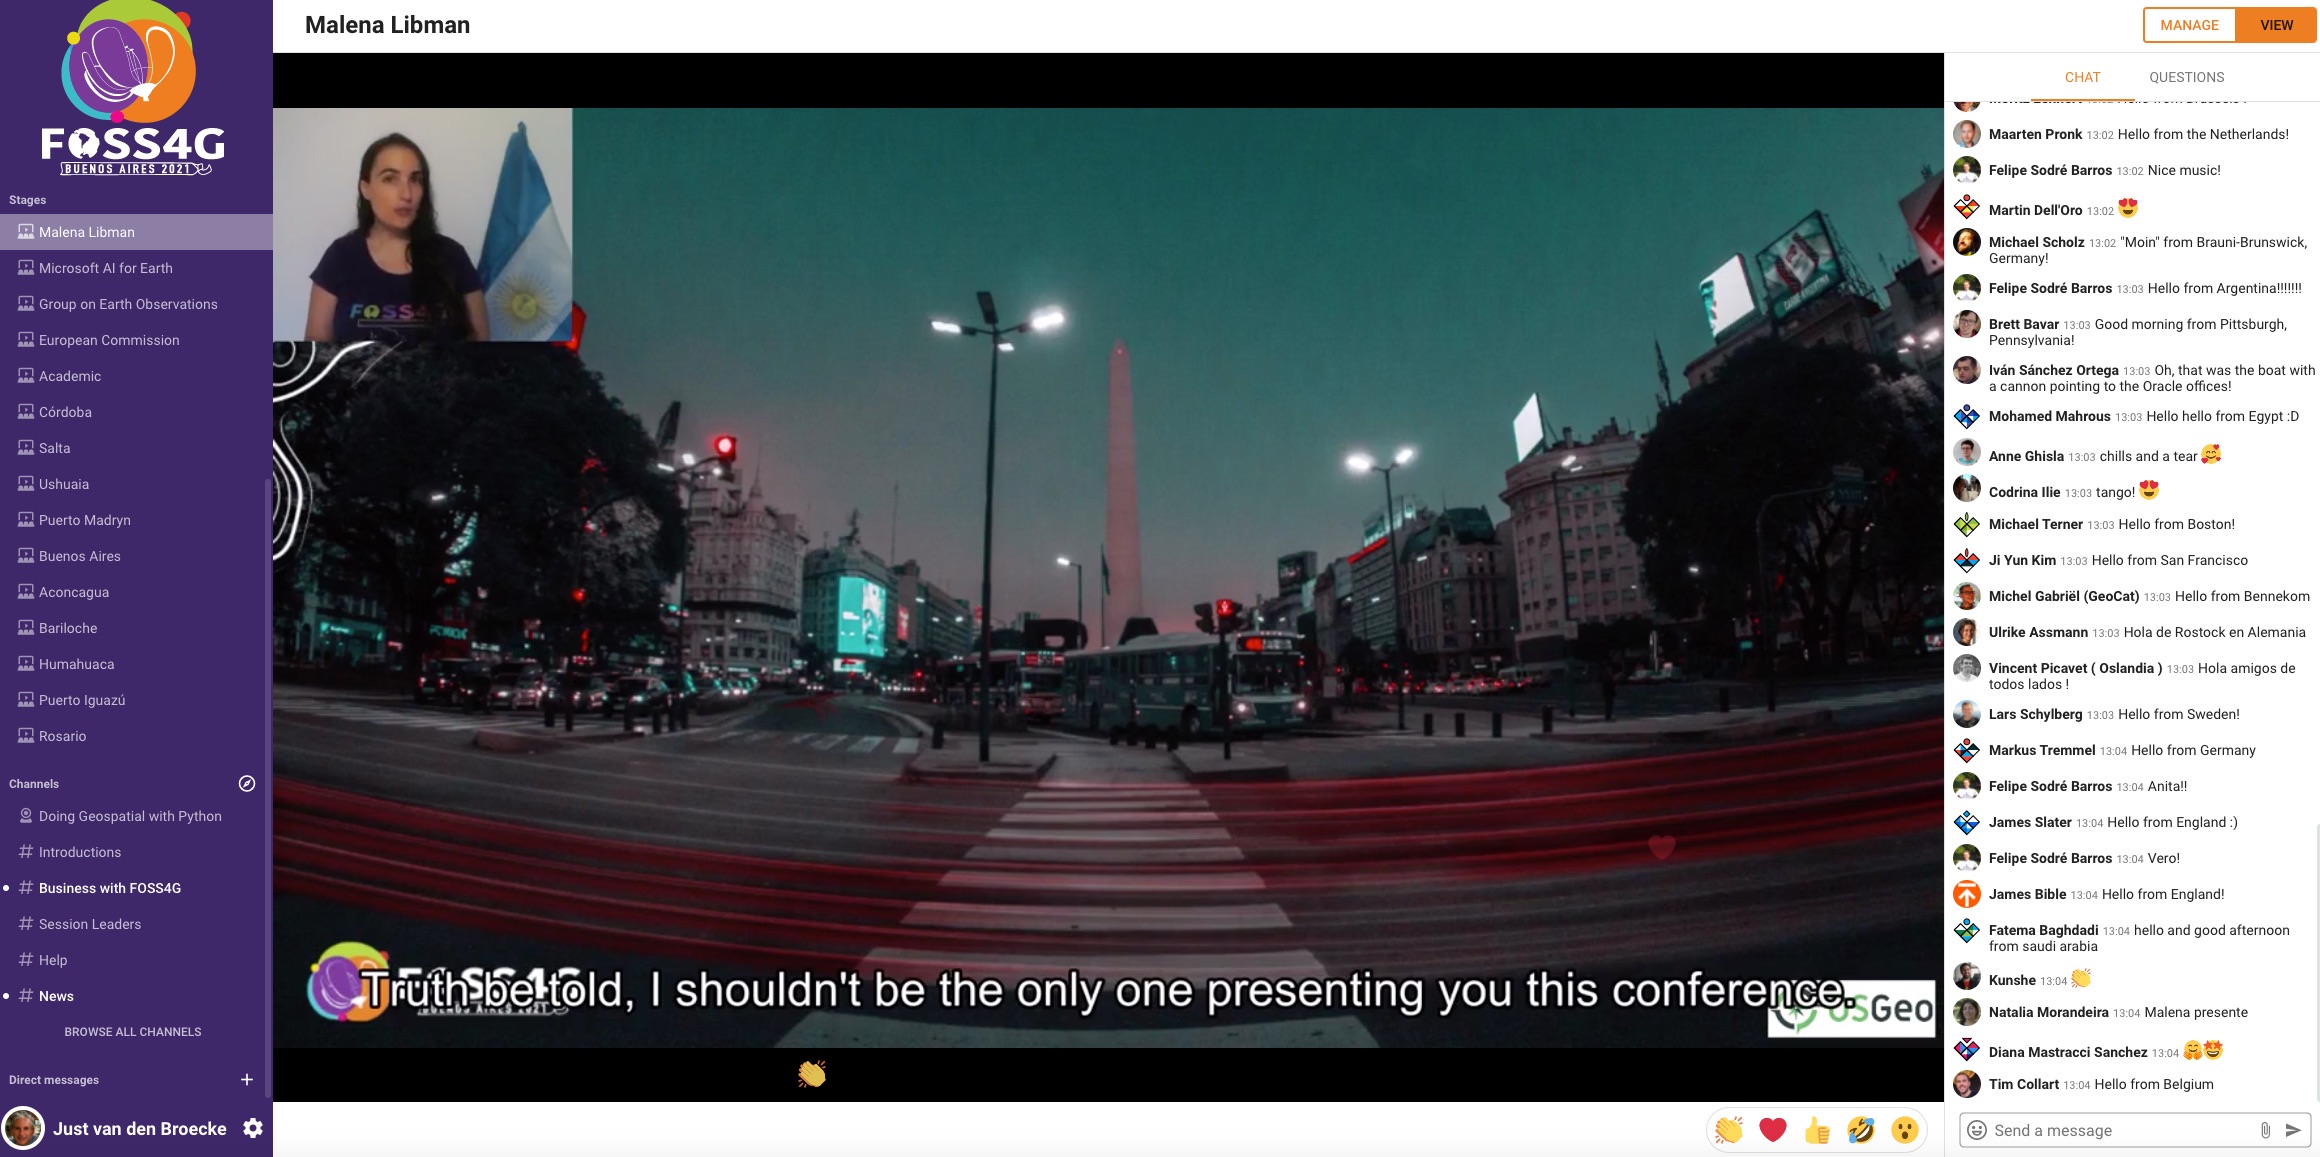 FOSS4G
BUENOS AIRES 2021
Stages
Malena Libman
Microsoft AI for Earth
Group on Earth Observations
European Commission
Academic
Córdoba
Salta
Ushuaia
Puerto Madryn
Buenos Aires
Aconcagua
Bariloche
Humahuaca
Puerto Iguazú
Rosario
Channels
Doing Geospatial with Python
# Introductions
# Business with FOSS4G
# Session Leaders
# Help
# News
BROWSE ALL CHANNELS
Direct messages +
Just van den Broecke
Malena Libman
MANAGE VIEW
FOSS4
Truth be told, I shouldn't be the only one presenting you this conference.
FOSS4G
BUENOS AIRES 2021
OSGeo
CHAT QUESTIONS
Maarten Pronk 13:02 Hello from the Netherlands!
Felipe Sodré Barros 13:02 Nice music!
Martin Dell'Oro 13:02 😍
Michael Scholz 13:02 "Moin" from Brauni-Brunswick,
Germany!
Felipe Sodré Barros 13:03 Hello from Argentina!!!!!!!
Brett Bavar 13:03 Good morning from Pittsburgh,
Pennsylvania!
Iván Sánchez Ortega 13:03 Oh, that was the boat with
a cannon pointing to the Oracle offices!
Mohamed Mahrous 13:03 Hello hello from Egypt :D
Anne Ghisla 13:03 chills and a tear 🥰
Codrina Ilie 13:03 tango! 😍
Michael Terner 13:03 Hello from Boston!
Ji Yun Kim 13:03 Hello from San Francisco
Michel Gabriël (GeoCat) 13:03 Hello from Bennekom
Ulrike Assmann 13:03 Hola de Rostock en Alemania
Vincent Picavet ( Oslandia ) 13:03 Hola amigos de
todos lados !
Lars Schylberg 13:03 Hello from Sweden!
Markus Tremmel 13:04 Hello from Germany
Felipe Sodré Barros 13:04 Anita!!
James Slater 13:04 Hello from England :)
Felipe Sodré Barros 13:04 Vero!
James Bible 13:04 Hello from England!
Fatema Baghdadi 13:04 hello and good afternoon
from saudi arabia
Kunshe 13:04 👏
Natalia Morandeira 13:04 Malena presente
Diana Mastracci Sanchez 13:04 🤗🤩
Tim Collart 13:04 Hello from Belgium
Send a message